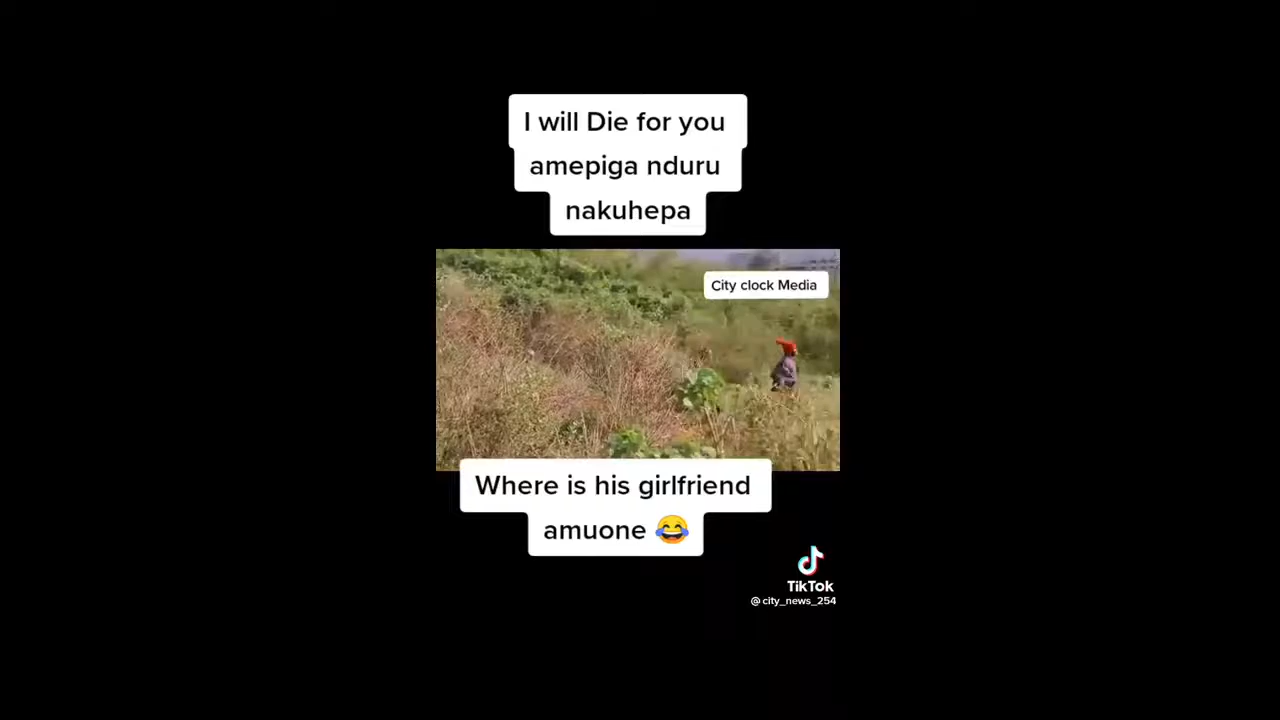 I will Die for you
amepiga nduru
nakuhepa
City clock Media
Where is his girlfriend
amuone 😂
TikTok
@city_news_254